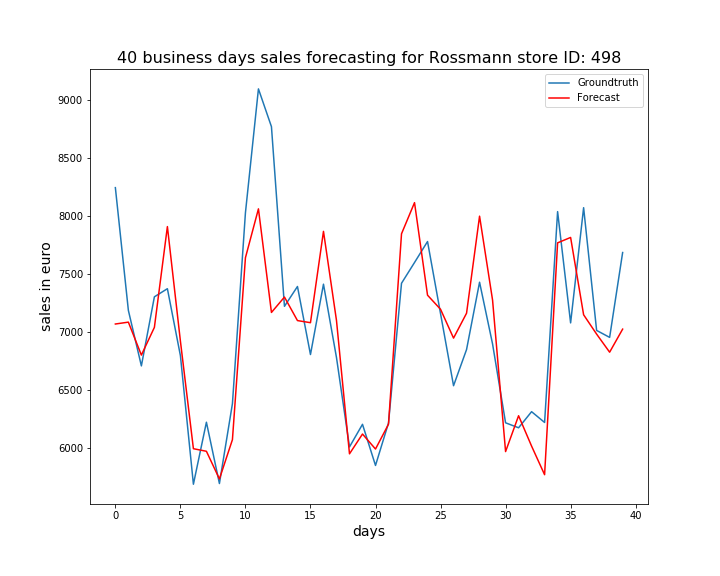 40 business days sales forecasting for Rossmann store ID: 498
Groundtruth
Forecast
9000
8500
8000
7500
7000
6500
6000
sales in euro
0 5 10 15 20 25 30 35 40
days